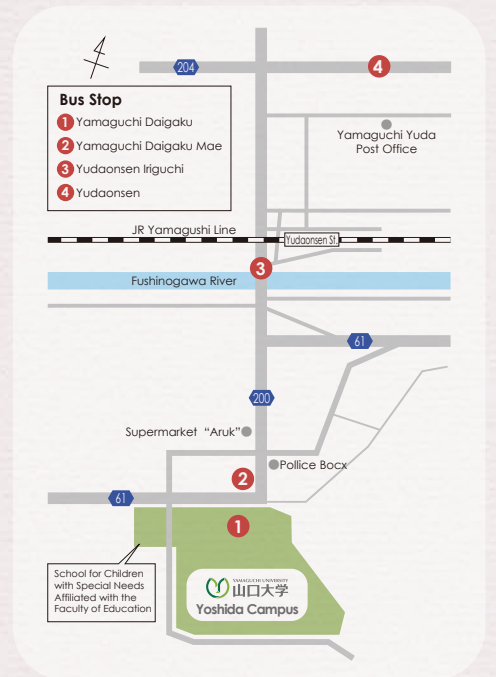 204
4
Bus Stop
1 Yamaguchi Daigaku
2 Yamaguchi Daigaku Mae
3 Yudaonsen Iriguchi
4 Yudaonsen
Yamaguchi Yuda
Post Office
JR Yamagushi Line
Yudaonsen St.
3
Fushinogawa River
61
200
Supermarket “Aruk”
Pollice Bocx
2
61
1
School for Children
with Special Needs
Affiliated with the
Faculty of Education
YAMAGUCHI UNIVERSITY
山口大学
Yoshida Campus